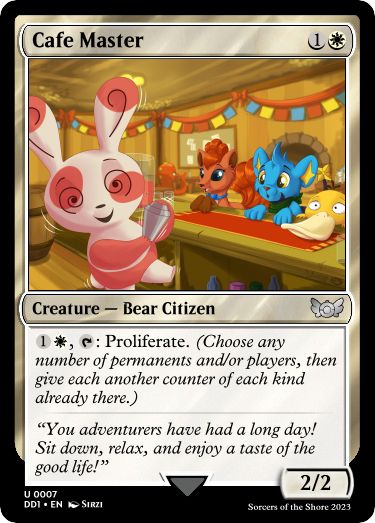 Cafe Master 1
Creature — Bear Citizen
1 , : Proliferate. (Choose any
number of permanents and/or players, then
give each another counter of each kind
already there.)
“You adventurers have had a long day!
Sit down, relax, and enjoy a taste of the
good life!”
2/2
U 0007
DD1 • EN Sirzi
Sorcers of the Shore 2023